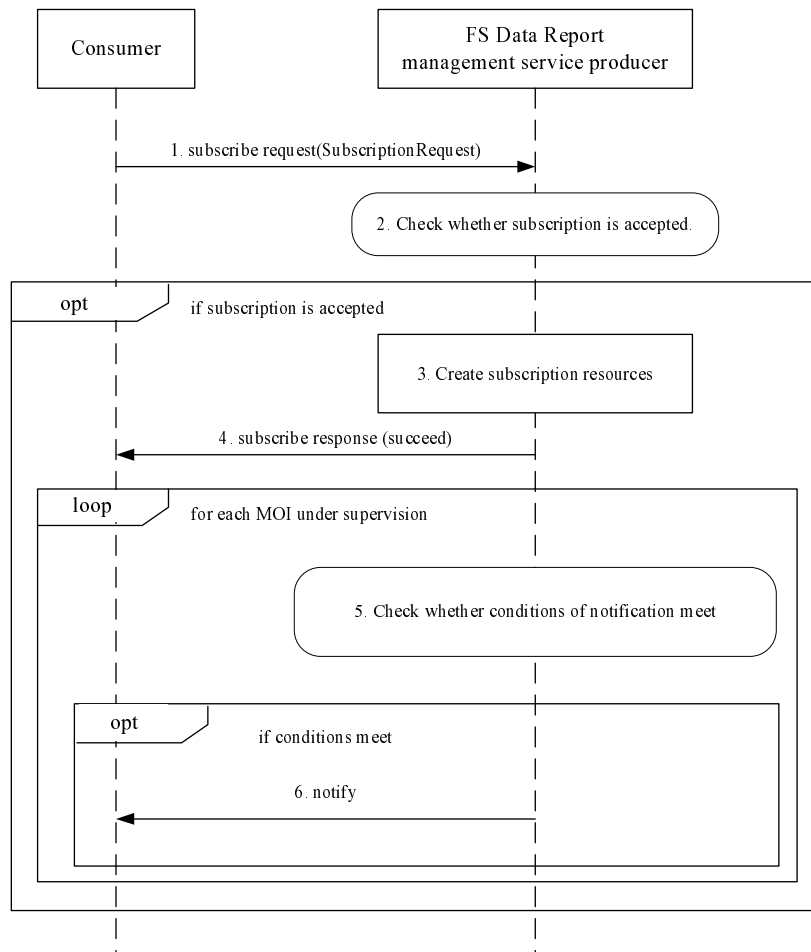 Consumer
FS Data Report
management service producer
1. subscribe request(SubscriptionRequest)
2. Check whether subscription is accepted.
opt
if subscription is accepted
3. Create subscription resources
4. subscribe response (succeed)
loop
for each MOI under supervision
5. Check whether conditions of notification meet
opt
if conditions meet
6. notify